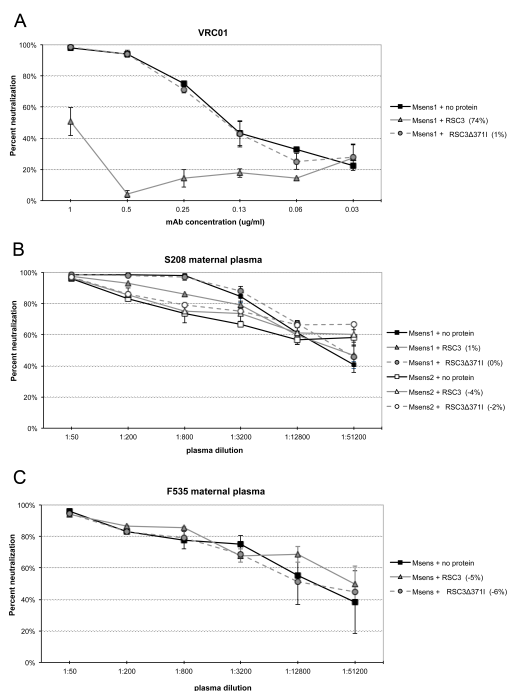 A
VRC01
Percent neutralization
100%
80%
60%
40%
20%
0%
1 0.5 0.25 0.13 0.06 0.03
mAb concentration (ug/ml)
Msens1 + no protein
Msens1 + RSC3 (74%)
Msens1 + RSC3Δ371I (1%)
B
S208 maternal plasma
Percent neutralization
100%
80%
60%
40%
20%
0%
1:50 1:200 1:800 1:3200 1:12800 1:51200
plasma dilution
Msens1 + no protein
Msens1 + RSC3 (1%)
Msens1 + RSC3Δ371I (0%)
Msens2 + no protein
Msens2 + RSC3 (-4%)
Msens2 + RSC3Δ371I (-2%)
C
F535 maternal plasma
Percent neutralization
100%
80%
60%
40%
20%
0%
1:50 1:200 1:800 1:3200 1:12800 1:51200
plasma dilution
Msens + no protein
Msens + RSC3 (-5%)
Msens + RSC3Δ371I (-6%)